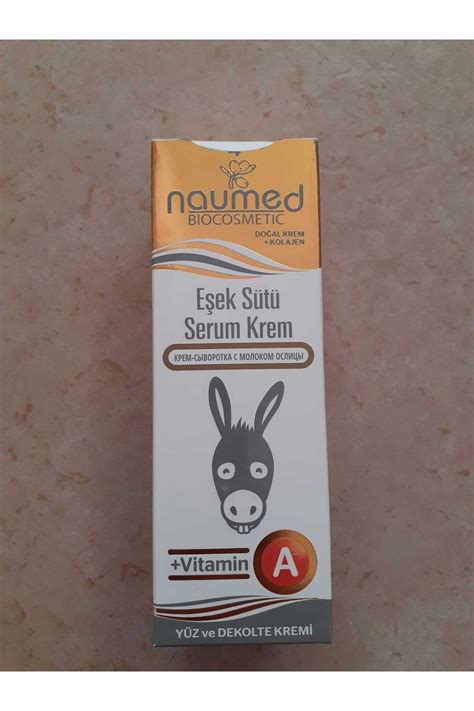 naumed
BIOCOSMETIC
DOĞAL KREM
+ KOLAJEN
Eşek Sütü
Serum Krem
КРЕМ-СЫВОРОТКА С МОЛОКОМ ОСЛИЦЫ
+Vitamin A
YÜZ ve DEKOLTE KREMİ